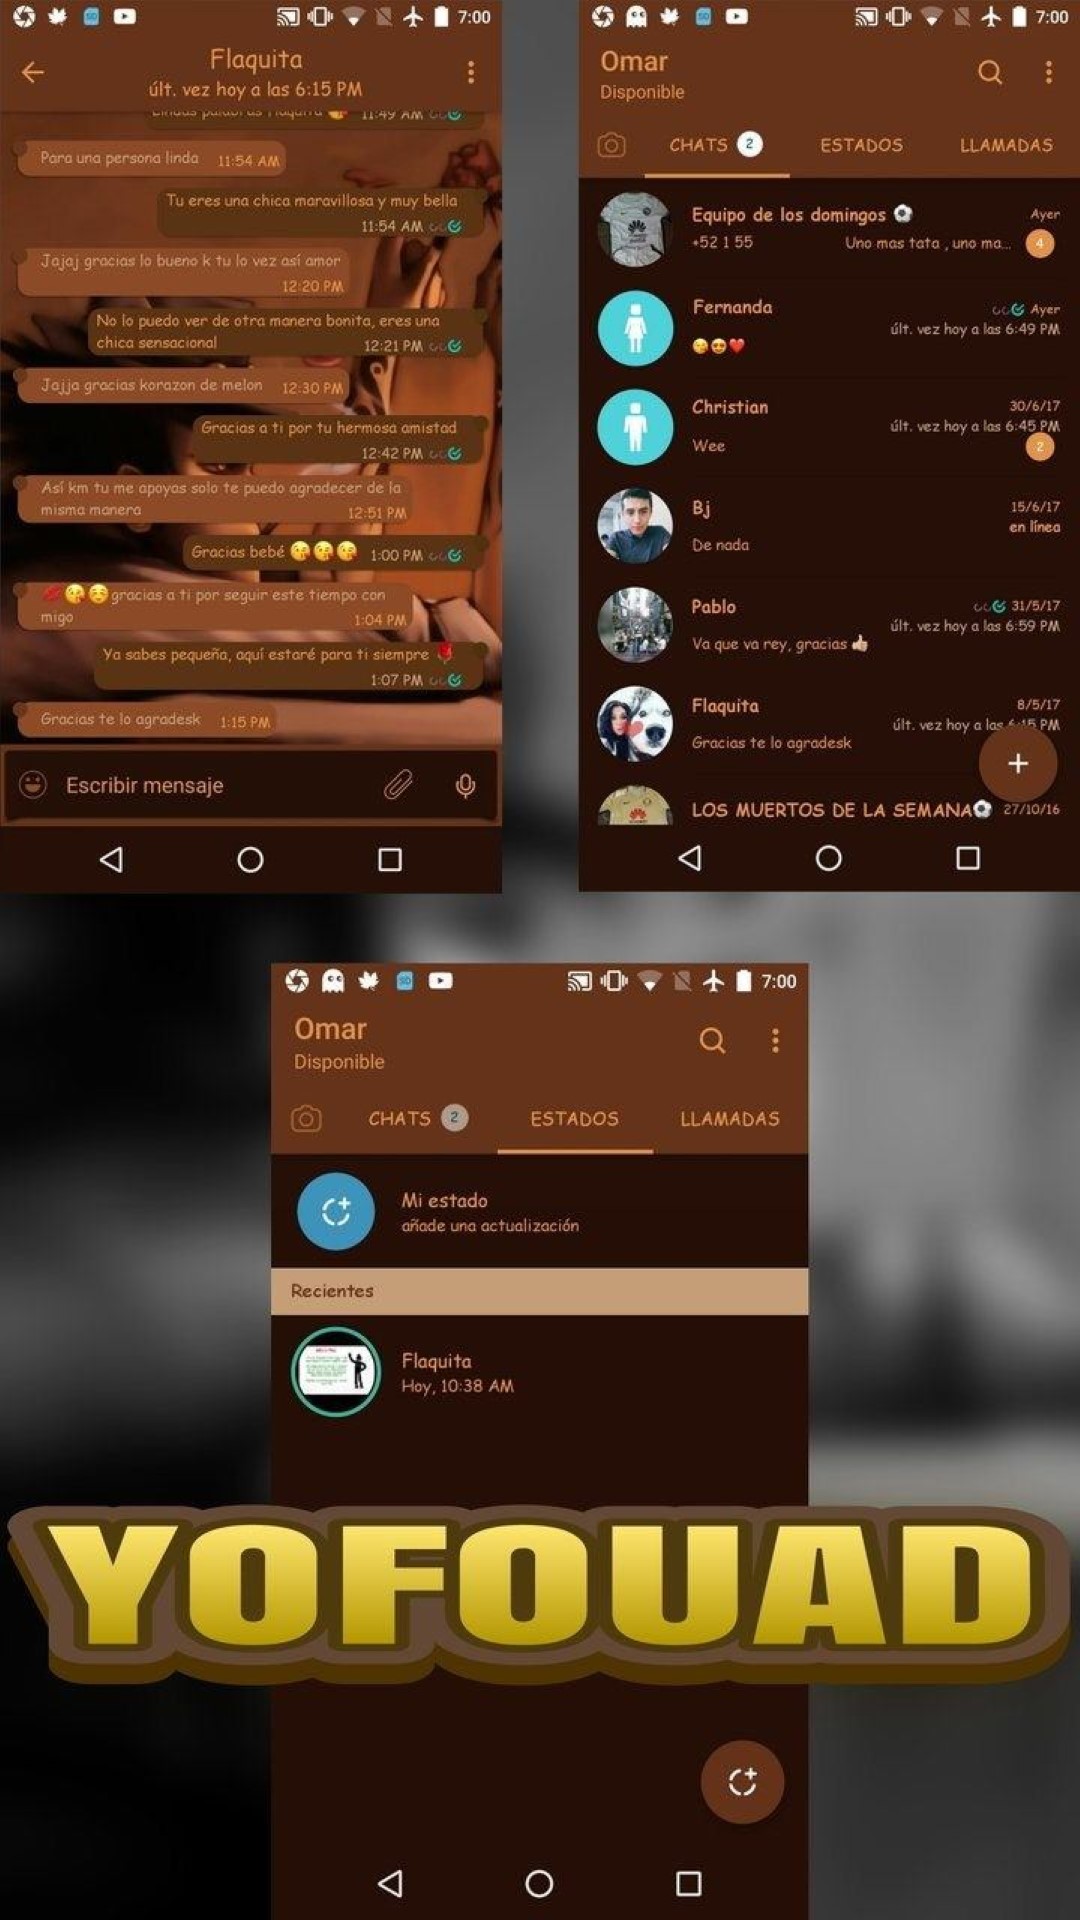 7:00
Flaquita
últ. vez hoy a las 6:15 PM
Lindas palabras flaquita 😘 11:49 AM
Para una persona linda 11:54 AM
Tu eres una chica maravillosa y muy bella
11:54 AM
Jajaj gracias lo bueno k tu lo vez así amor
12:20 PM
No lo puedo ver de otra manera bonita, eres una
chica sensacional 12:21 PM
Jajja gracias korazon de melon 12:30 PM
Gracias a ti por tu hermosa amistad
12:42 PM
Así km tu me apoyas solo te puedo agradecer de la
misma manera 12:51 PM
Gracias bebé 😘😘😘 1:00 PM
💋😘☺️gracias a ti por seguir este tiempo con
migo 1:04 PM
Ya sabes pequeña, aquí estaré para ti siempre 🌹
1:07 PM
Gracias te lo agradesk 1:15 PM
Escribir mensaje
7:00
Omar
Disponible
CHATS 2 ESTADOS LLAMADAS
Equipo de los domingos ⚽ Ayer
+52 1 55 Uno mas tata , uno ma... 4
Fernanda Ayer
últ. vez hoy a las 6:49 PM
😘😍❤️
Christian 30/6/17
últ. vez hoy a las 6:45 PM
Wee 2
Bj 15/6/17
en línea
De nada
Pablo 31/5/17
últ. vez hoy a las 6:59 PM
Va que va rey, gracias 👍🏼
Flaquita 8/5/17
últ. vez hoy a las 6:15 PM
Gracias te lo agradesk
LOS MUERTOS DE LA SEMANA⚽ 27/10/16
SD 7:00
Omar
Disponible
CHATS 2 ESTADOS LLAMADAS
Mi estado
añade una actualización
Recientes
Flaquita
Hoy, 10:38 AM
YOFOUAD